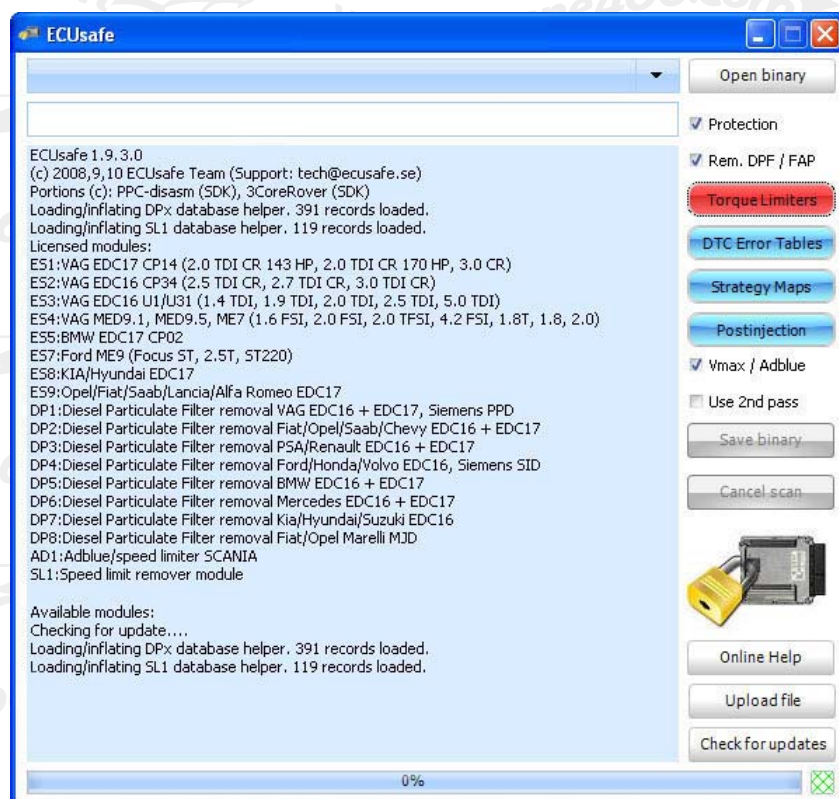 ECUsafe
Open binary
Protection
ECUsafe 1.9.3.0
(c) 2008,9,10 ECUsafe Team (Support: tech@ecusafe.se)
Portions (c): PPC-disasm (SDK), 3CoreRover (SDK)
Loading/inflating DPx database helper. 391 records loaded.
Loading/inflating SL1 database helper. 119 records loaded.
Licensed modules:
ES1:VAG EDC17 CP14 (2.0 TDI CR 143 HP, 2.0 TDI CR 170 HP, 3.0 CR)
ES2:VAG EDC16 CP34 (2.5 TDI CR, 2.7 TDI CR, 3.0 TDI CR)
ES3:VAG EDC16 U1/U31 (1.4 TDI, 1.9 TDI, 2.0 TDI, 2.5 TDI, 5.0 TDI)
ES4:VAG MED9.1, MED9.5, ME7 (1.6 FSI, 2.0 FSI, 2.0 TFSI, 4.2 FSI, 1.8T, 1.8, 2.0)
ES5:BMW EDC17 CP02
ES7:Ford ME9 (Focus ST, 2.5T, ST220)
ES8:KIA/Hyundai EDC17
ES9:Opel/Fiat/Saab/Lancia/Alfa Romeo EDC17
DP1:Diesel Particulate Filter removal VAG EDC16 + EDC17, Siemens PPD
DP2:Diesel Particulate Filter removal Fiat/Opel/Saab/Chevy EDC16 + EDC17
DP3:Diesel Particulate Filter removal PSA/Renault EDC16 + EDC17
DP4:Diesel Particulate Filter removal Ford/Honda/Volvo EDC16, Siemens SID
DP5:Diesel Particulate Filter removal BMW EDC16 + EDC17
DP6:Diesel Particulate Filter removal Mercedes EDC16 + EDC17
DP7:Diesel Particulate Filter removal Kia/Hyundai/Suzuki EDC16
DP8:Diesel Particulate Filter removal Fiat/Opel Marelli MJD
AD1:Adblue/speed limiter SCANIA
SL1:Speed limit remover module
Available modules:
Checking for update....
Loading/inflating DPx database helper. 391 records loaded.
Loading/inflating SL1 database helper. 119 records loaded.
Rem. DPF / FAP
Torque Limiters
DTC Error Tables
Strategy Maps
Postinjection
Vmax / Adblue
Use 2nd pass
Save binary
Cancel scan
Online Help
Upload file
Check for updates
0%